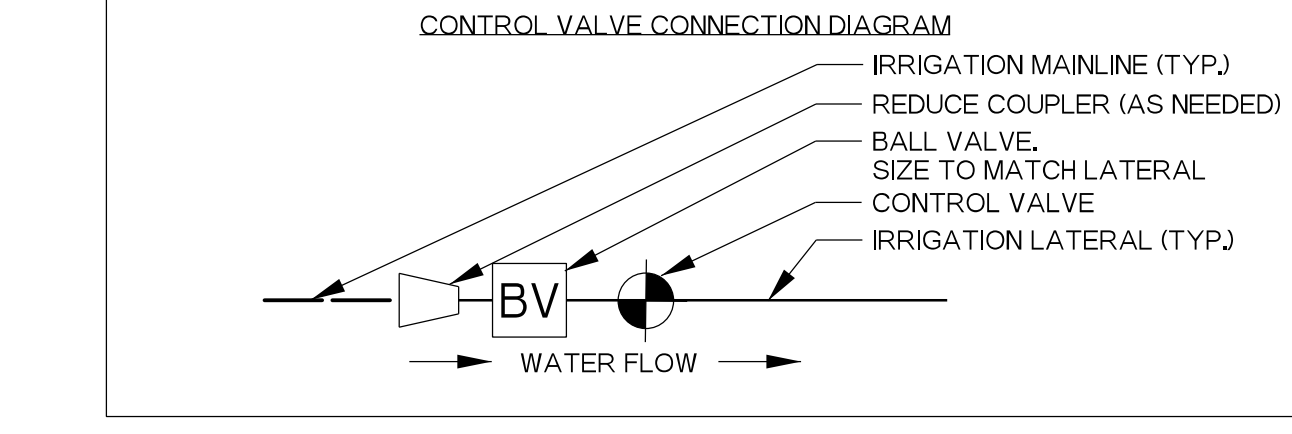 CONTROL VALVE CONNECTION DIAGRAM
IRRIGATION MAINLINE (TYP.)
REDUCE COUPLER (AS NEEDED)
BALL VALVE.
SIZE TO MATCH LATERAL
CONTROL VALVE
IRRIGATION LATERAL (TYP.)
BV
WATER FLOW